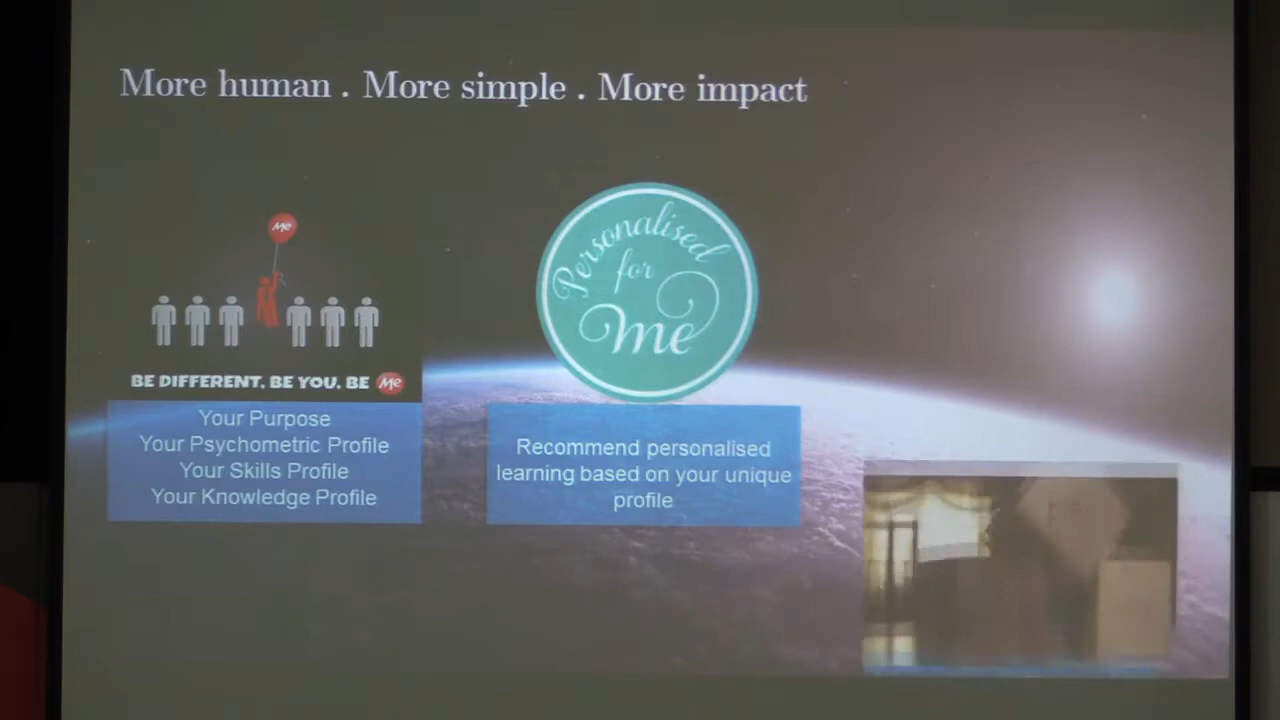 More human . More simple . More impact
Me
BE DIFFERENT. BE YOU. BE Me
Your Purpose
Your Psychometric Profile
Your Skills Profile
Your Knowledge Profile
Personalised
for
Me
Recommend personalised
learning based on your unique
profile